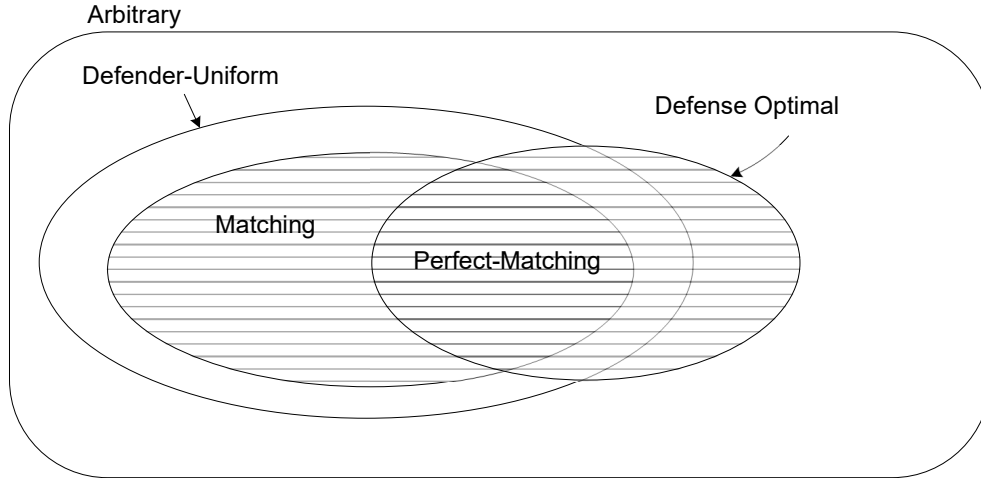 Arbitrary
Defender-Uniform
Defense Optimal
Matching
Perfect-Matching